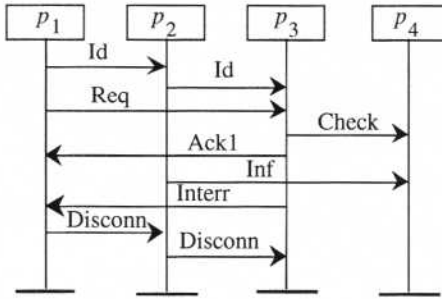 p1 p2 p3 p4
Id
Id
Req
Check
Ack1
Inf
Interr
Disconn
Disconn